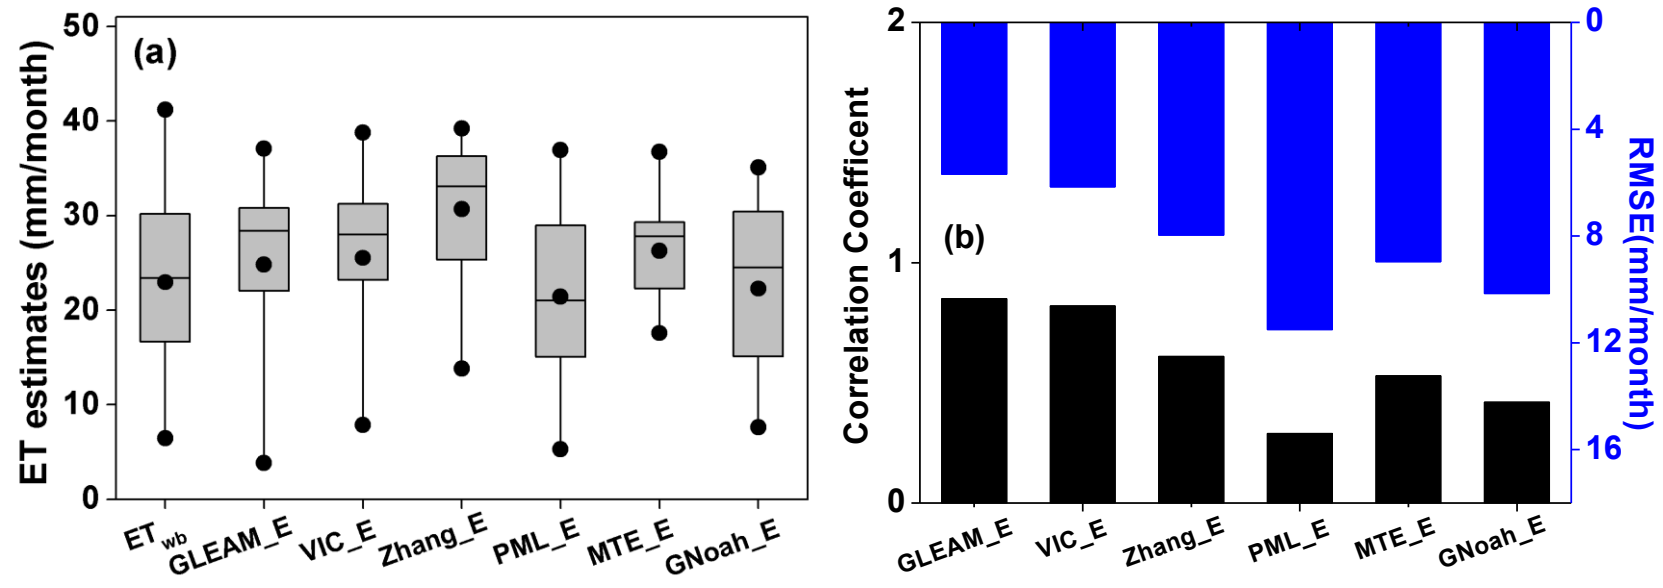 50
40
30
20
10
0
ET estimates (mm/month)
(a)
ET wb
GLEAM_E
VIC_E
Zhang_E
PML_E
MTE_E
GNoah_E
2
1
0
Correlation Coefficent
(b)
0
4
8
12
16
RMSE(mm/month)
GLEAM_E
VIC_E
Zhang_E
PML_E
MTE_E
GNoah_E